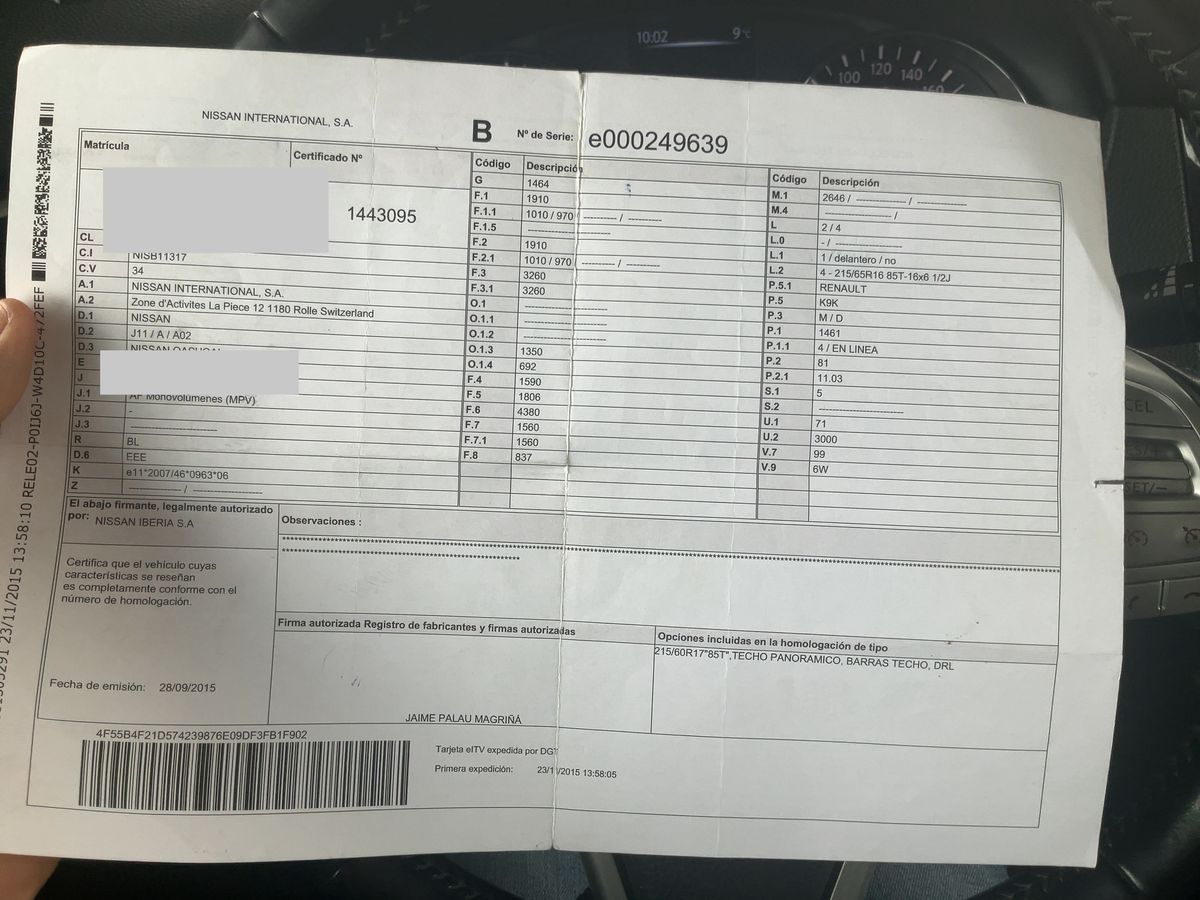 10:02 9°C
100 120 140 160
NISSAN INTERNATIONAL, S.A.
B Nº de Serie: e000249639
Matrícula
Certificado Nº
1443095
CL
C.I NISB11317
C.V 34
A.1 NISSAN INTERNATIONAL, S.A.
A.2 Zone d'Activites La Piece 12 1180 Rolle Switzerland
D.1 NISSAN
D.2 J11 / A / A02
D.3 NISSAN QASHQAI
E
J
J.1 AF Monovolúmenes (MPV)
J.2 -
J.3 --------------------
R BL
D.6 EEE
K e11*2007/46*0963*06
Z ------------ / ----------------
Código Descripción
G 1464
F.1 1910
F.1.1 1010 / 970 / --------- / ---------
F.1.5 --------------------
F.2 1910
F.2.1 1010 / 970 / --------- / ---------
F.3 3260
F.3.1 3260
O.1 --------------------
O.1.1 --------------------
O.1.2 --------------------
O.1.3 1350
O.1.4 692
F.4 1590
F.5 1806
F.6 4380
F.7 1560
F.7.1 1560
F.8 837
Código Descripción
M.1 2646 / ------------ / ------------
M.4 ----------------- /
L 2 / 4
L.0 - / ----------------
L.1 1 / delantero / no
L.2 4 - 215/65R16 85T-16x6 1/2J
P.5.1 RENAULT
P.5 K9K
P.3 M / D
P.1 1461
P.1.1 4 / EN LINEA
P.2 81
P.2.1 11.03
S.1 5
S.2 --------------------
U.1 71
U.2 3000
V.7 99
V.9 6W
El abajo firmante, legalmente autorizado
por: NISSAN IBERIA S.A
Certifica que el vehículo cuyas
características se reseñan
es completamente conforme con el
número de homologación.
Fecha de emisión: 28/09/2015
Observaciones :
Firma autorizada Registro de fabricantes y firmas autorizadas
JAIME PALAU MAGRIÑÁ
Opciones incluidas en la homologación de tipo
215/60R17"85T",TECHO PANORAMICO, BARRAS TECHO, DRL
4F55B4F21D574239876E09DF3FB1F902
Tarjeta eITV expedida por DGT
Primera expedición: 23/11/2015 13:58:05
23/11/2015 13:58:10 RELE02-P0IJ6J-W4D10C-472FEF
SET/-